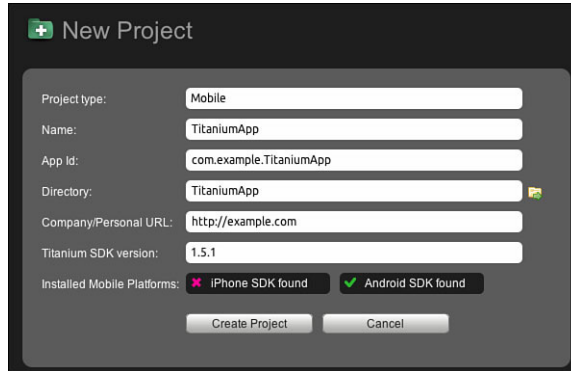 New Project
Project type: Mobile
Name: TitaniumApp
App Id: com.example.TitaniumApp
Directory: TitaniumApp
Company/Personal URL: http://example.com
Titanium SDK version: 1.5.1
Installed Mobile Platforms: iPhone SDK found Android SDK found
Create Project Cancel